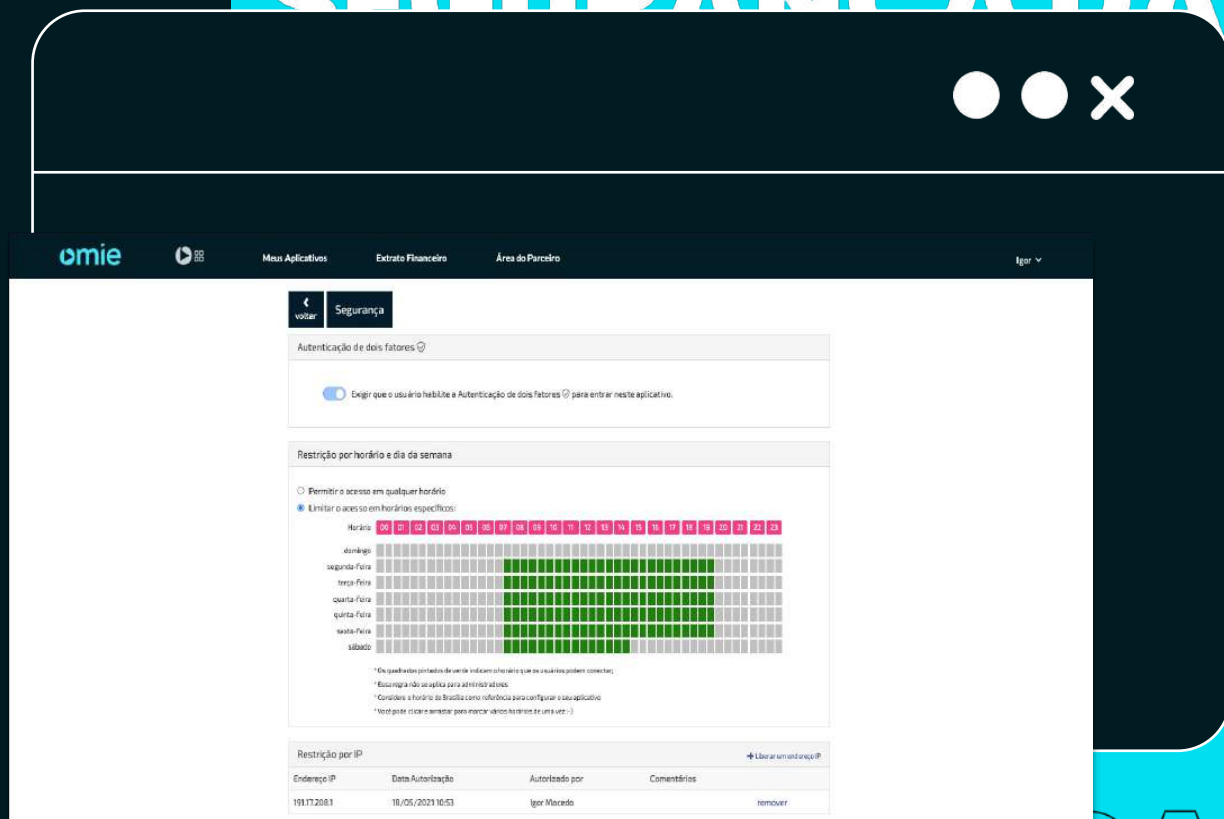 omie
Meus Aplicativos Extrato Financeiro Área do Parceiro Igor
voltar Segurança
Autenticação de dois fatores
Exigir que o usuário habilite a Autenticação de dois fatores para entrar neste aplicativo.
Restrição por horário e dia da semana
Permitir o acesso em qualquer horário
Limitar o acesso em horários específicos:
Horário 00 01 02 03 04 05 06 07 08 09 10 11 12 13 14 15 16 17 18 19 20 21 22 23
domingo
segunda-feira
terça-feira
quarta-feira
quinta-feira
sexta-feira
sábado
* Os quadrados pintados de verde indicam o horário que os usuários podem conectar;
* Essa regra não se aplica para administradores
* Considere o horário de Brasília como referência para configurar o seu aplicativo
* Você pode clicar e arrastar para marcar vários horários de uma vez :-)
Restrição por IP + Liberar um endereço IP
Endereço IP Data Autorização Autorizado por Comentários
191.17.208.1 18/05/2021 10:53 Igor Macedo remover